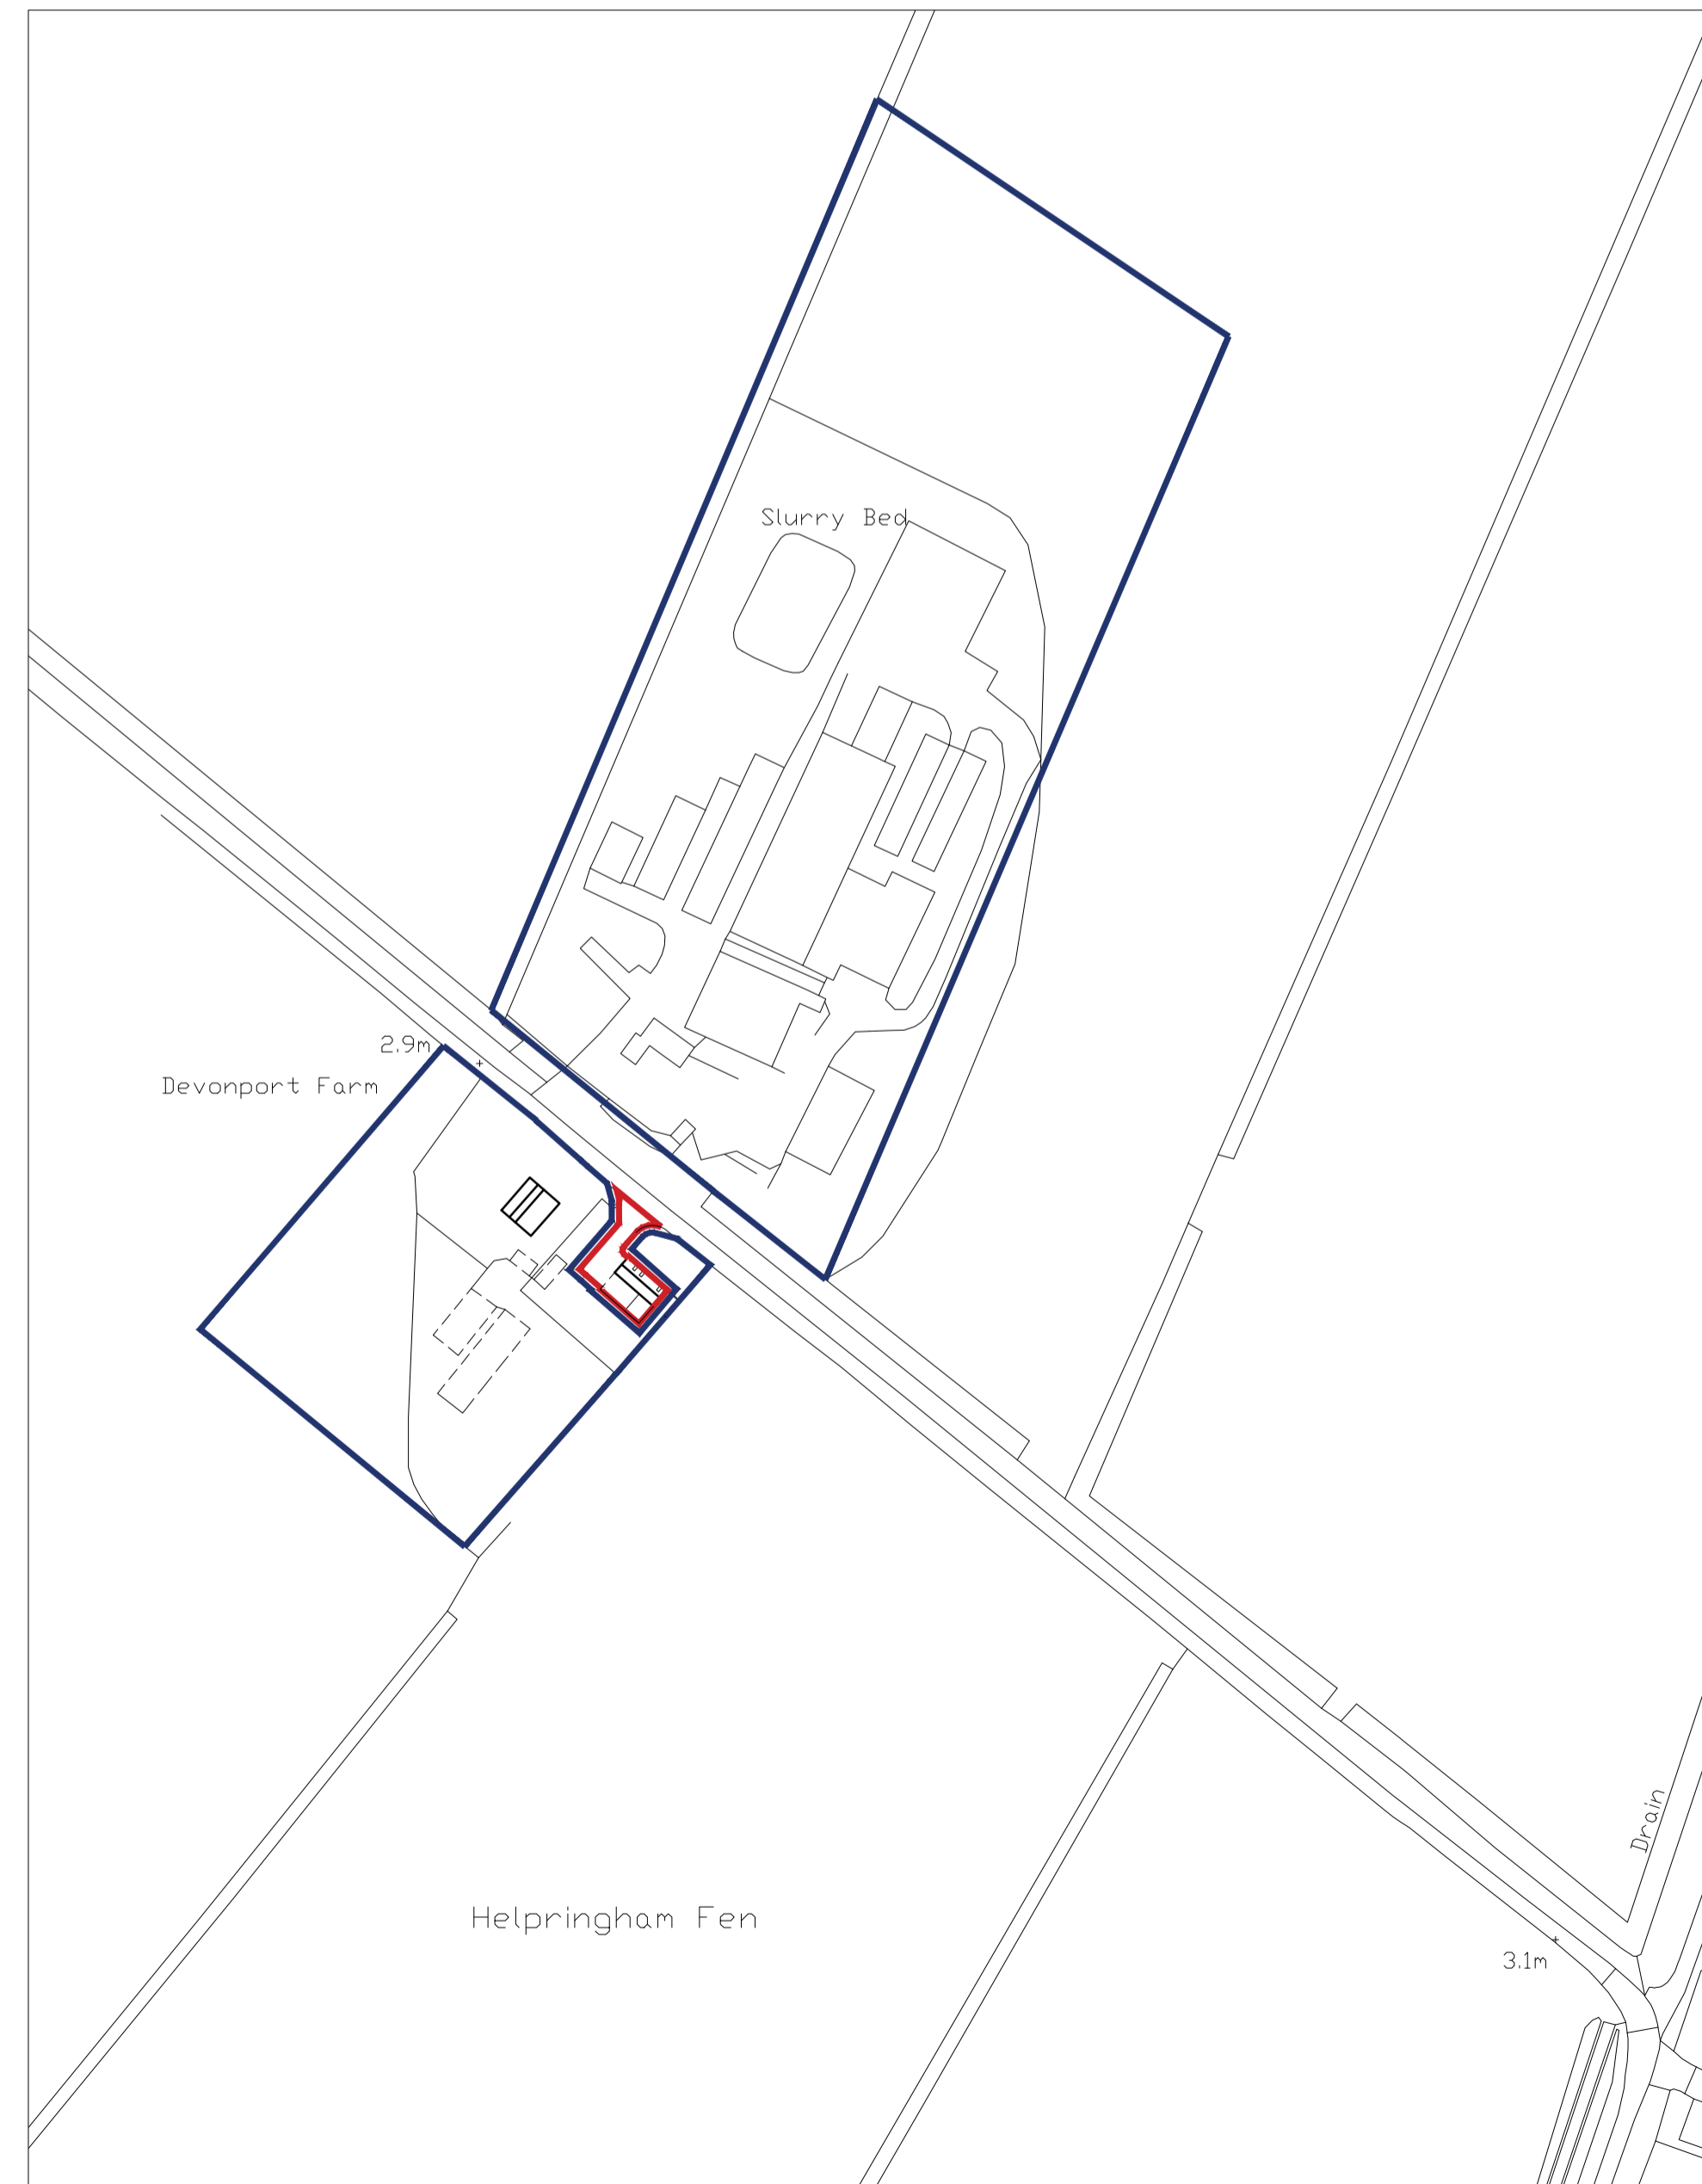 Slurry Bed
2.9m
Devonport Farm
Drain
Helpringham Fen
3.1m